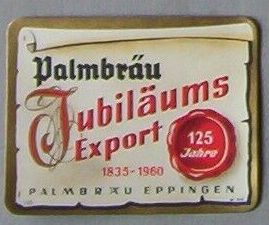 Palmbräu
Jubiläums
Export
125
Jahre
1835-1960
PALMBRÄU EPPINGEN